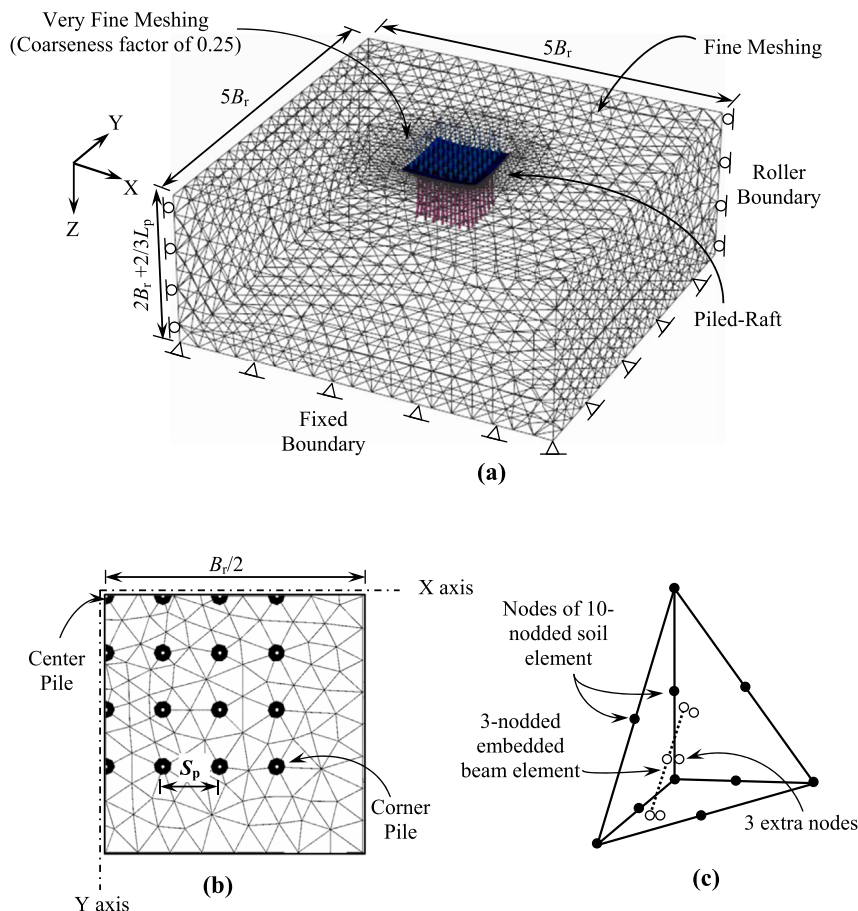 Very Fine Meshing
(Coarseness factor of 0.25)
5Br
Fine Meshing
5Br
Y
X
Z
Roller
Boundary
2Br +2/3Lp
Piled-Raft
Fixed
Boundary
(a)
Br/2
X axis
Center
Pile
Sp
Corner
Pile
Y axis
(b)
Nodes of 10-
nodded soil
element
3-nodded
embedded
beam element
3 extra nodes
(c)